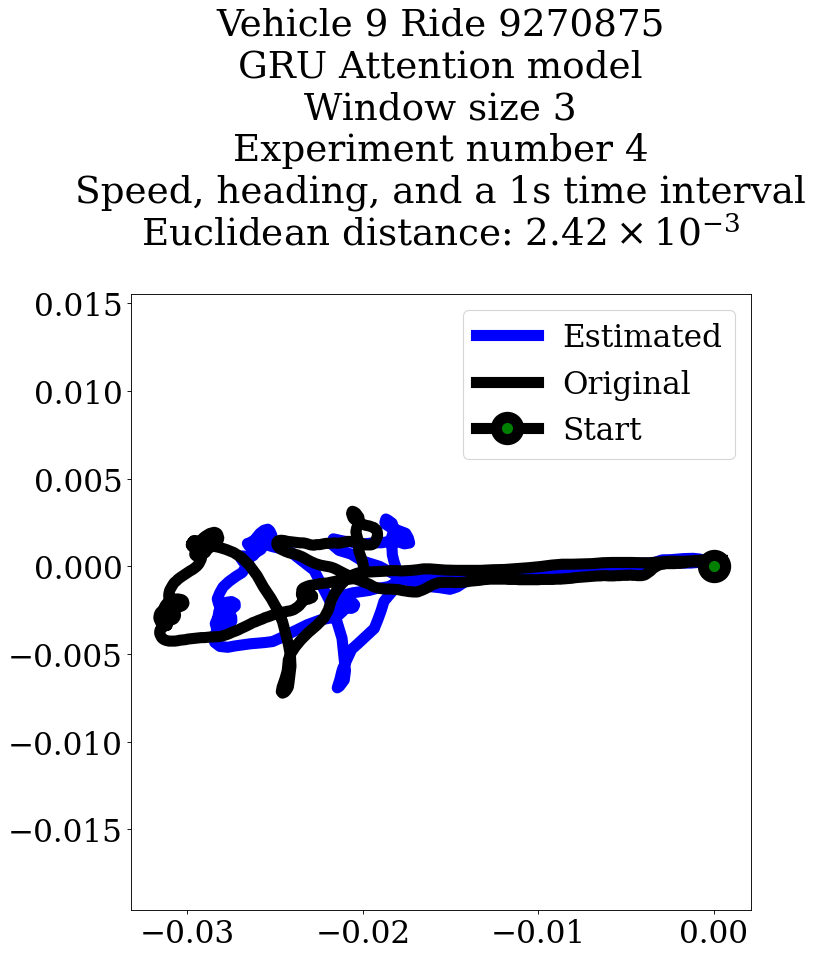 Vehicle 9 Ride 9270875
GRU Attention model
Window size 3
Experiment number 4
Speed, heading, and a 1s time interval
Euclidean distance: 2.42 × 10⁻³
0.015
Estimated
0.010
Original
0.005
Start
0.000
−0.005
−0.010
−0.015
−0.03 −0.02 −0.01 0.00